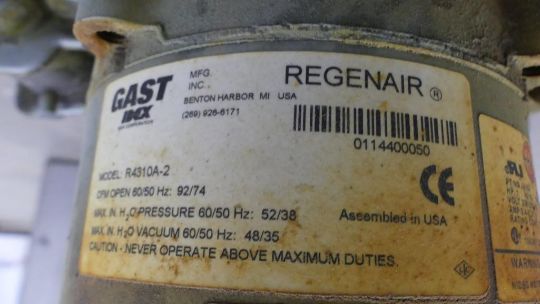 GAST
IDEX
MFG.
INC.,
BENTON HARBOR MI USA
(269) 926-6171
REGENAIR ®
0114400050
MODEL: R4310A-2
CFM OPEN 60/50 Hz: 92/74
MAX. IN. H₂O PRESSURE 60/50 Hz: 52/38
MAX. IN. H₂O VACUUM 60/50 Hz: 48/35
CAUTION - NEVER OPERATE ABOVE MAXIMUM DUTIES.
CE
Assembled in USA
WARNING